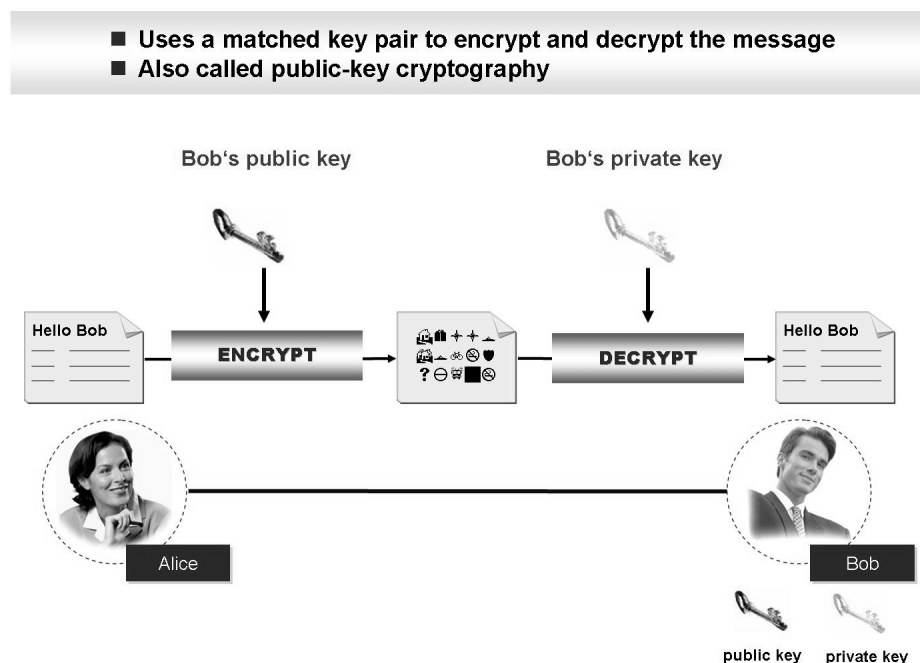 ■ Uses a matched key pair to encrypt and decrypt the message
■ Also called public-key cryptography
Bob‘s public key
Bob‘s private key
Hello Bob
ENCRYPT
DECRYPT
Hello Bob
Alice
Bob
public key
private key